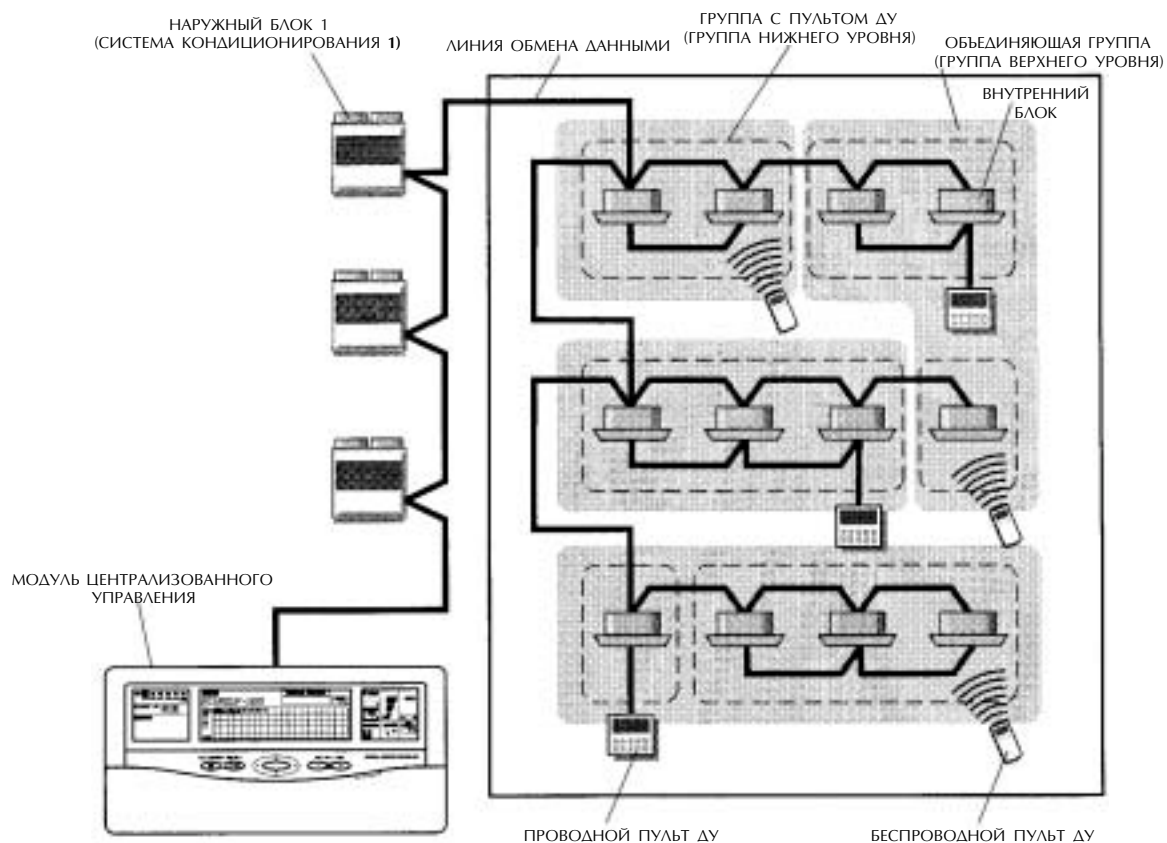 НАРУЖНЫЙ БЛОК 1
(СИСТЕМА КОНДИЦИОНИРОВАНИЯ 1)
ЛИНИЯ ОБМЕНА ДАННЫМИ
ГРУППА С ПУЛЬТОМ ДУ
(ГРУППА НИЖНЕГО УРОВНЯ)
ОБЪЕДИНЯЮЩАЯ ГРУППА
(ГРУППА ВЕРХНЕГО УРОВНЯ)
ВНУТРЕННИЙ
БЛОК
МОДУЛЬ ЦЕНТРАЛИЗОВАННОГО
УПРАВЛЕНИЯ
ПРОВОДНОЙ ПУЛЬТ ДУ
БЕСПРОВОДНОЙ ПУЛЬТ ДУ